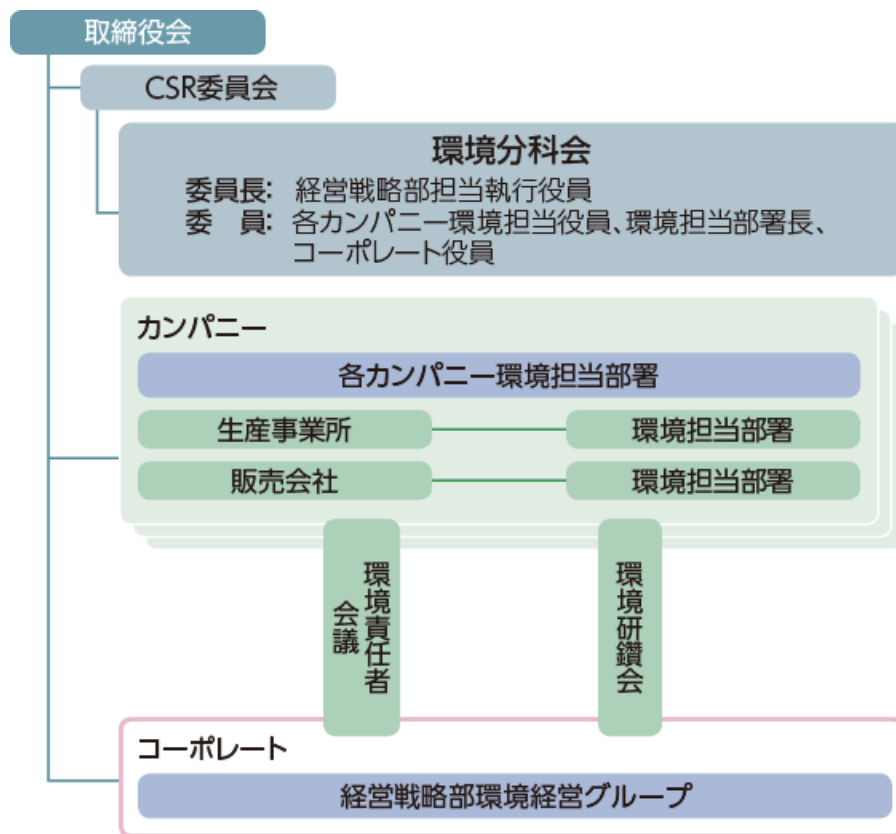 取締役会
CSR委員会
環境分科会
委員長: 経営戦略部担当執行役員
委　員: 各カンパニー環境担当役員、環境担当部署長、
コーポレート役員
カンパニー
各カンパニー環境担当部署
生産事業所
環境担当部署
販売会社
環境担当部署
環境責任者
会議
環境研鑽会
コーポレート
経営戦略部環境経営グループ